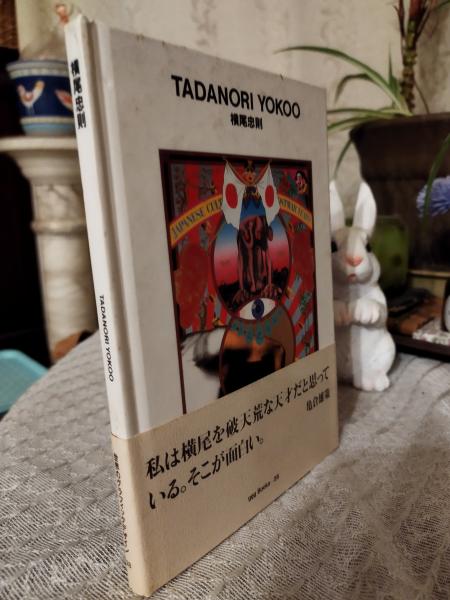 横尾忠則
TADANORI YOKOO
TADANORI YOKOO
横尾忠則
JAPANESE CULT
私は横尾を破天荒な天才だと思って
いる。そこが面白い。
亀倉雄策